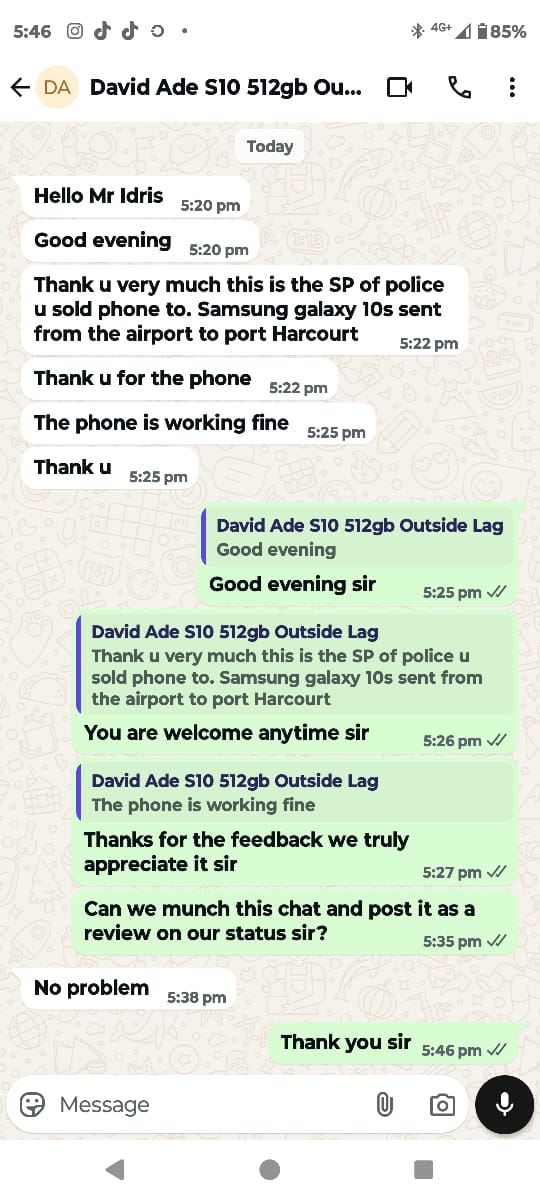 5:46
4G+
85%
DA
David Ade S10 512gb Ou...
Today
Hello Mr Idris
5:20 pm
Good evening
5:20 pm
Thank u very much this is the SP of police
u sold phone to. Samsung galaxy 10s sent
from the airport to port Harcourt
5:22 pm
Thank u for the phone
5:22 pm
The phone is working fine
5:25 pm
Thank u
5:25 pm
David Ade S10 512gb Outside Lag
Good evening
Good evening sir
5:25 pm
David Ade S10 512gb Outside Lag
Thank u very much this is the SP of police u
sold phone to. Samsung galaxy 10s sent from
the airport to port Harcourt
You are welcome anytime sir
5:26 pm
David Ade S10 512gb Outside Lag
The phone is working fine
Thanks for the feedback we truly
appreciate it sir
5:27 pm
Can we munch this chat and post it as a
review on our status sir?
5:35 pm
No problem
5:38 pm
Thank you sir
5:46 pm
Message